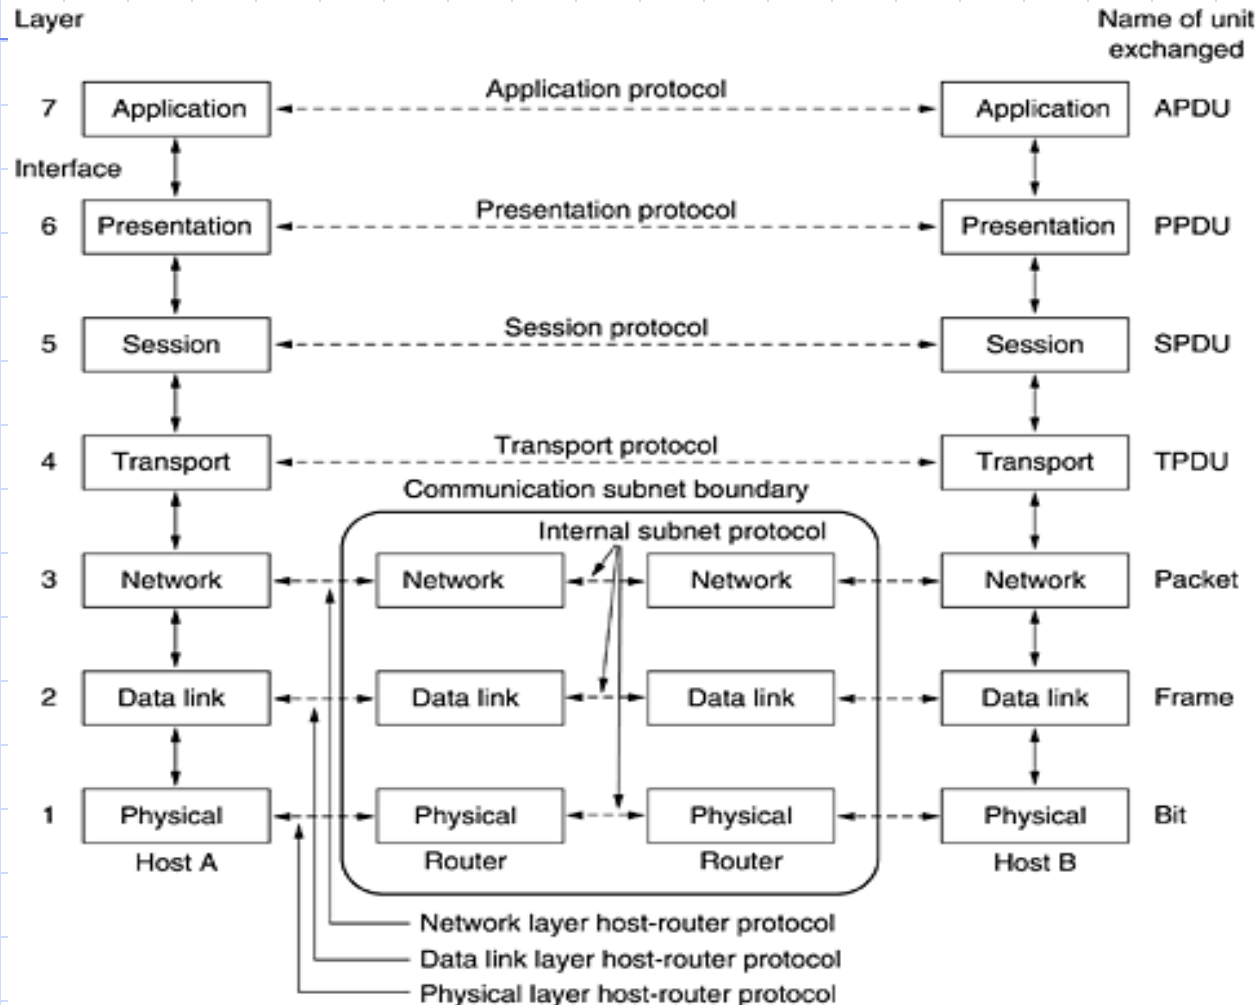 Layer
Name of unit
exchanged
Application protocol
7 Application Application APDU
Interface
Presentation protocol
6 Presentation Presentation PPDU
Session protocol
5 Session Session SPDU
Transport protocol
4 Transport Transport TPDU
Communication subnet boundary
Internal subnet protocol
3 Network Network Network Network Packet
2 Data link Data link Data link Data link Frame
1 Physical Physical Physical Physical Bit
Host A Router Router Host B
Network layer host-router protocol
Data link layer host-router protocol
Physical layer host-router protocol